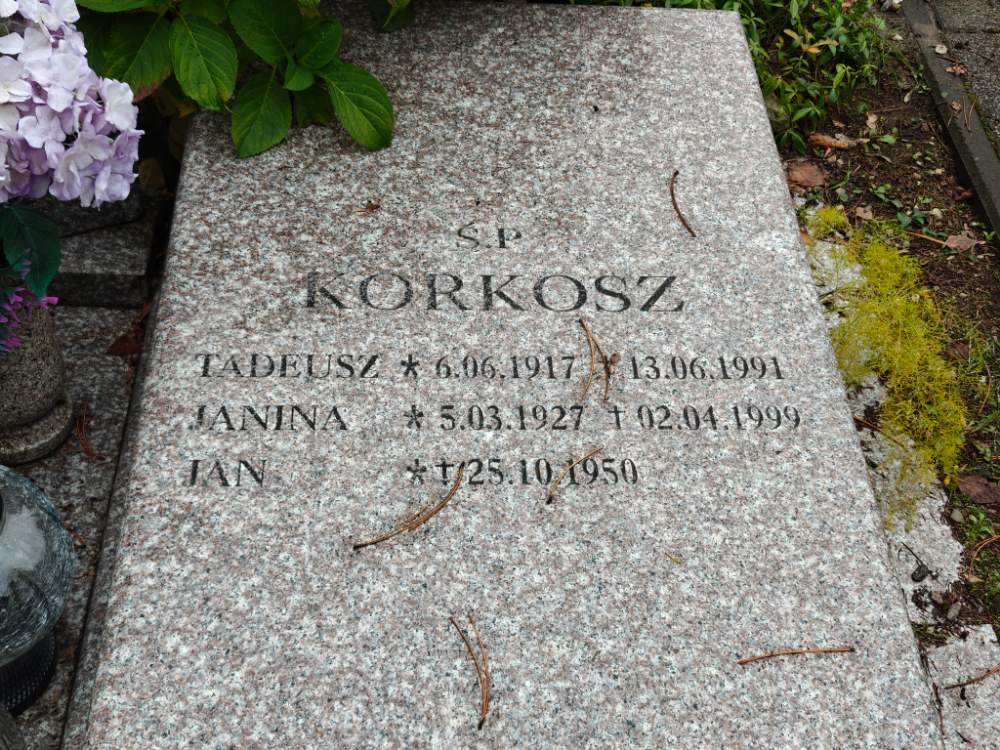 Ś.P
KORKOSZ
TADEUSZ * 6.06.1917 † 13.06.1991
JANINA * 5.03.1927 † 02.04.1999
JAN *† 25.10.1950